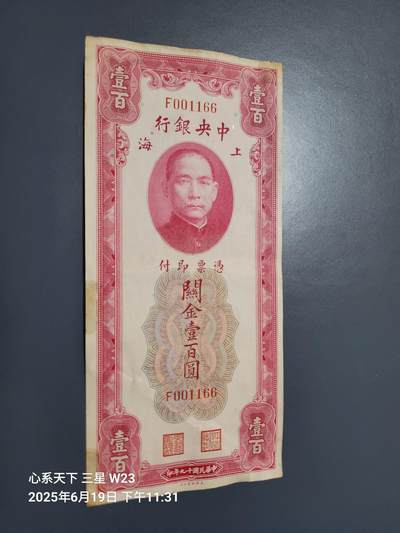 壹百
壹百
F001166
中央銀行
上海
憑票即付
關金壹百圓
F001166
壹百
壹百
中華民國十九年印
心系天下 三星 W23
2025年6月19日 下午11:31